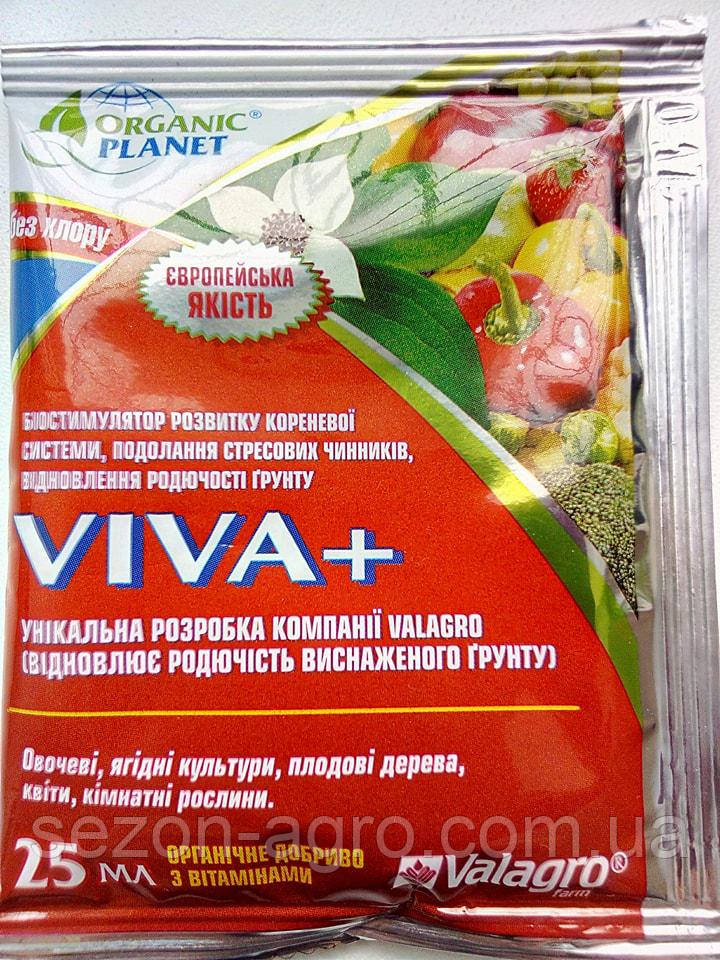 ORGANIC®
PLANET
без хлору
ЄВРОПЕЙСЬКА
ЯКІСТЬ
БІОСТИМУЛЯТОР РОЗВИТКУ КОРЕНЕВОЇ
СИСТЕМИ, ПОДОЛАННЯ СТРЕСОВИХ ЧИННИКІВ,
ВІДНОВЛЕННЯ РОДЮЧОСТІ ҐРУНТУ
VIVA+
УНІКАЛЬНА РОЗРОБКА КОМПАНІЇ VALAGRO
(ВІДНОВЛЮЄ РОДЮЧІСТЬ ВИСНАЖЕНОГО ҐРУНТУ)
Овочеві, ягідні культури, плодові дерева,
квіти, кімнатні рослини.
sezon-agro.com.ua
25 мл
ОРГАНІЧНЕ ДОБРИВО
З ВІТАМІНАМИ
Valagro®
farm